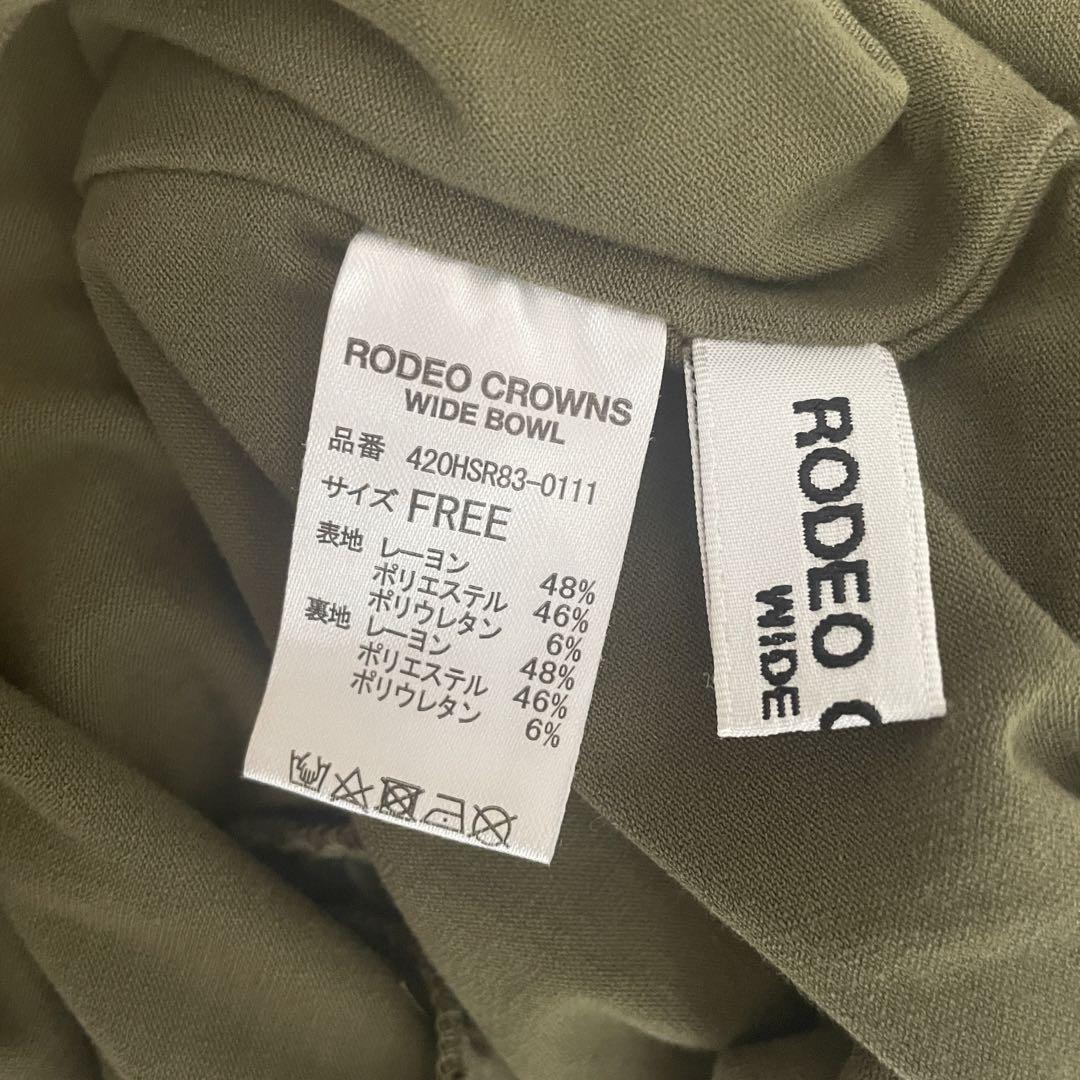 RODEO CROWNS
WIDE BOWL
品番 420HSR83-0111
サイズ FREE
表地 レーヨン 48%
ポリエステル 46%
ポリウレタン 6%
裏地 レーヨン 48%
ポリエステル 46%
ポリウレタン 6%
RODEO C
WIDE